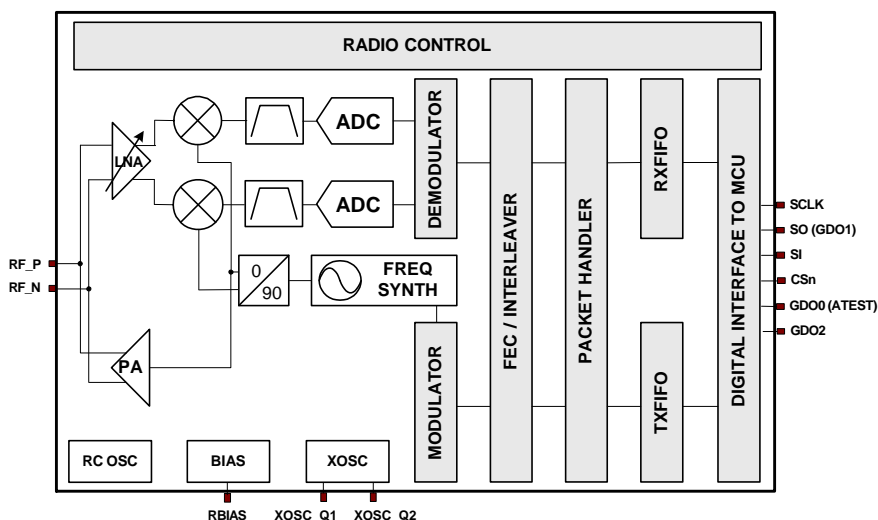 RADIO CONTROL
LNA
ADC
ADC
DEMODULATOR
FEC / INTERLEAVER
PACKET HANDLER
RXFIFO
DIGITAL INTERFACE TO MCU
SCLK
SO (GDO1)
SI
CSn
GDO0 (ATEST)
GDO2
RF_P
RF_N
0
90
FREQ
SYNTH
PA
MODULATOR
TXFIFO
RC OSC
BIAS
XOSC
RBIAS
XOSC_Q1
XOSC_Q2